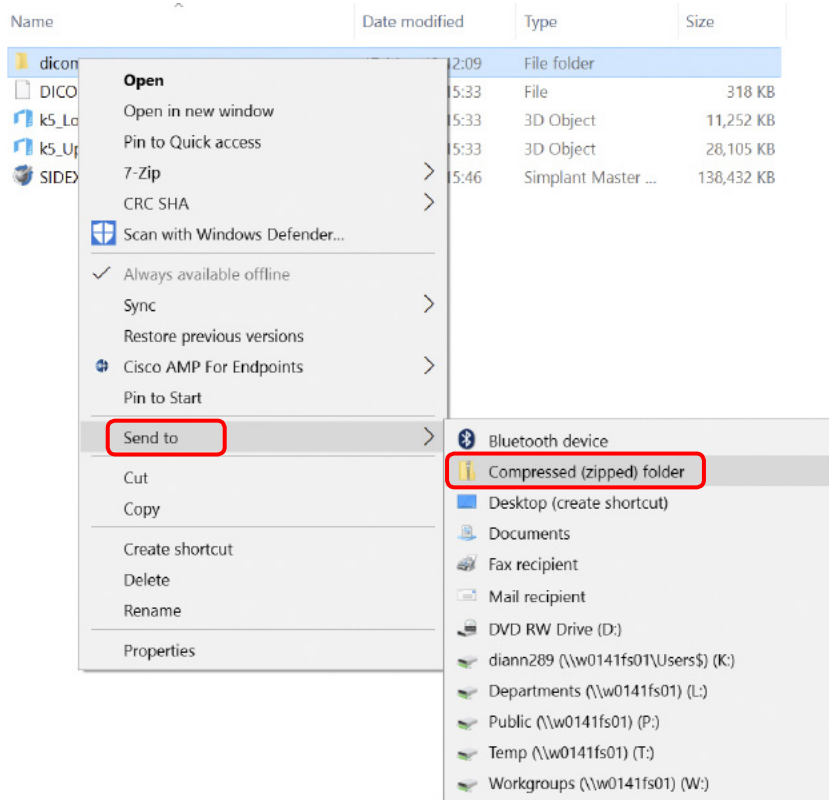 Name Date modified Type Size
dicom 12:09 File folder
DICO 15:33 File 318 KB
k5_Lo 15:33 3D Object 11,252 KB
k5_Up 15:33 3D Object 28,105 KB
SIDEX 15:46 Simplant Master ... 138,432 KB
Open
Open in new window
Pin to Quick access
7-Zip
CRC SHA
Scan with Windows Defender...
Always available offline
Sync
Restore previous versions
Cisco AMP For Endpoints
Pin to Start
Send to
Cut
Copy
Create shortcut
Delete
Rename
Properties
Bluetooth device
Compressed (zipped) folder
Desktop (create shortcut)
Documents
Fax recipient
Mail recipient
DVD RW Drive (D:)
diann289 (\\w0141fs01\Users$) (K:)
Departments (\\w0141fs01) (L:)
Public (\\w0141fs01) (P:)
Temp (\\w0141fs01) (T:)
Workgroups (\\w0141fs01) (W:)